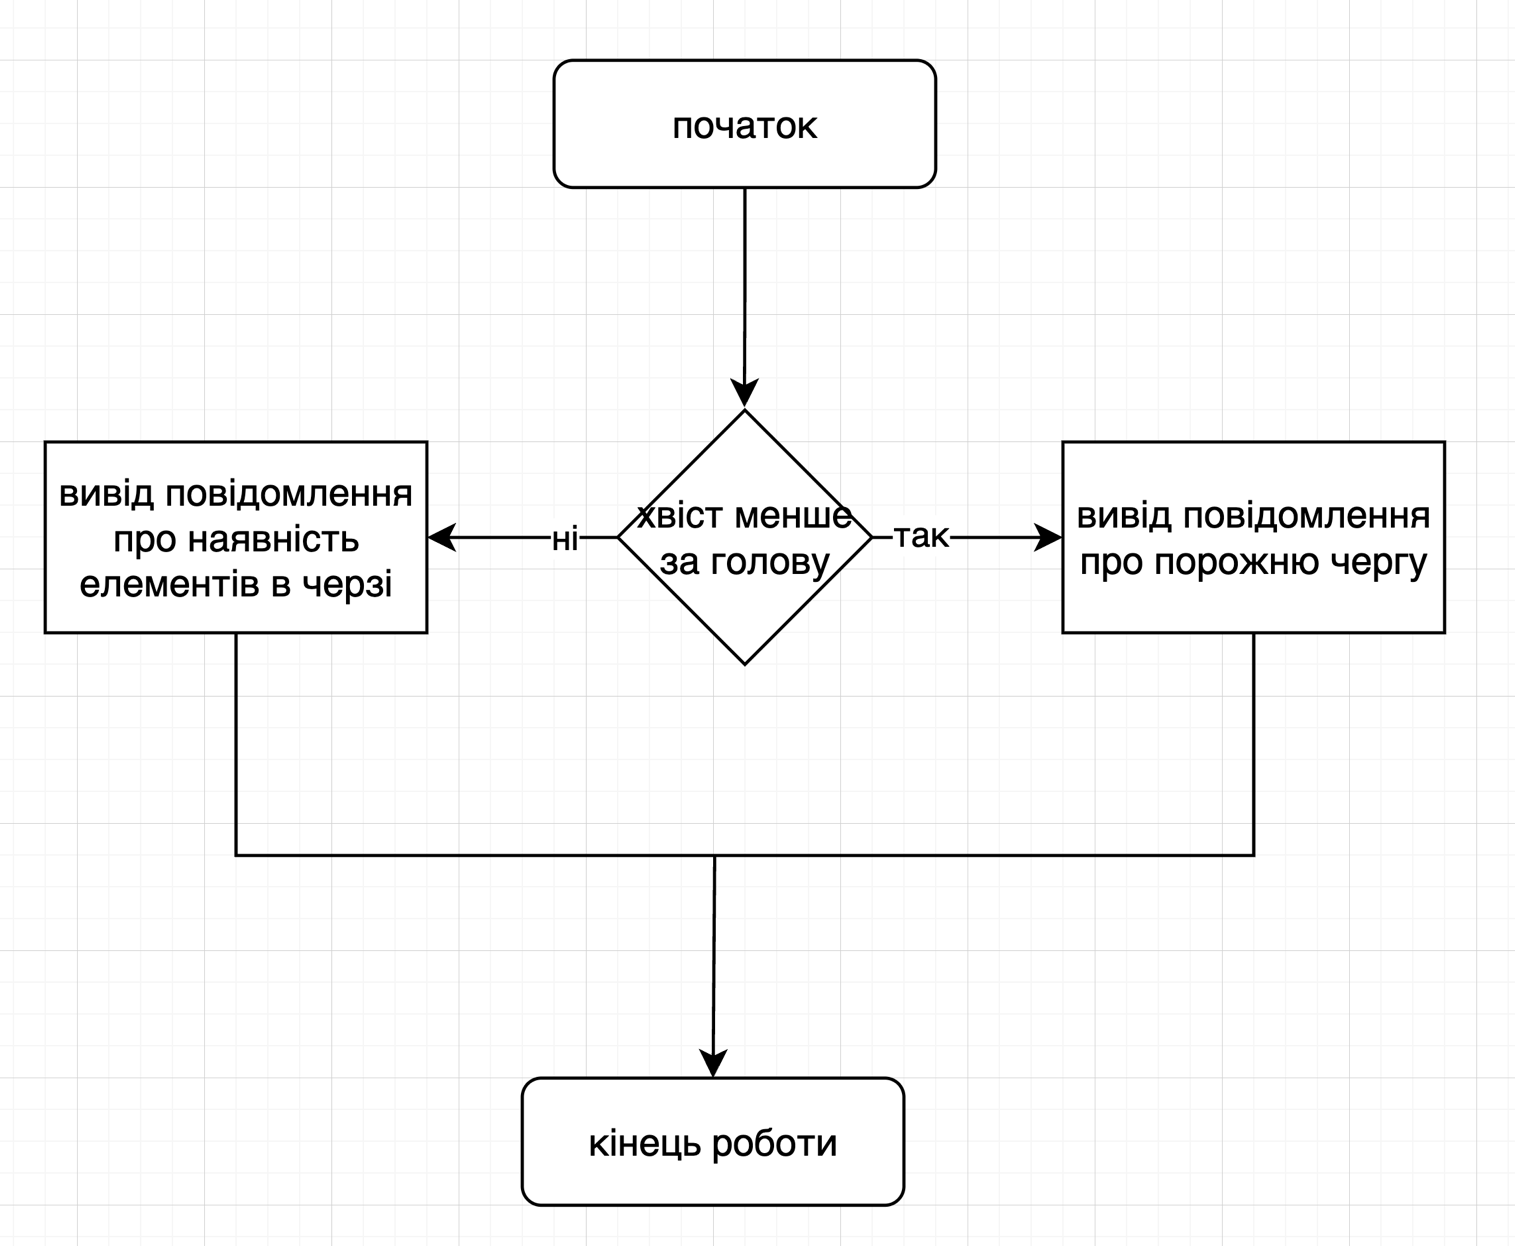 початок
вивід повідомлення
про наявність
елементів в черзі
ні
хвіст менше
за голову
так
вивід повідомлення
про порожню чергу
кінець роботи